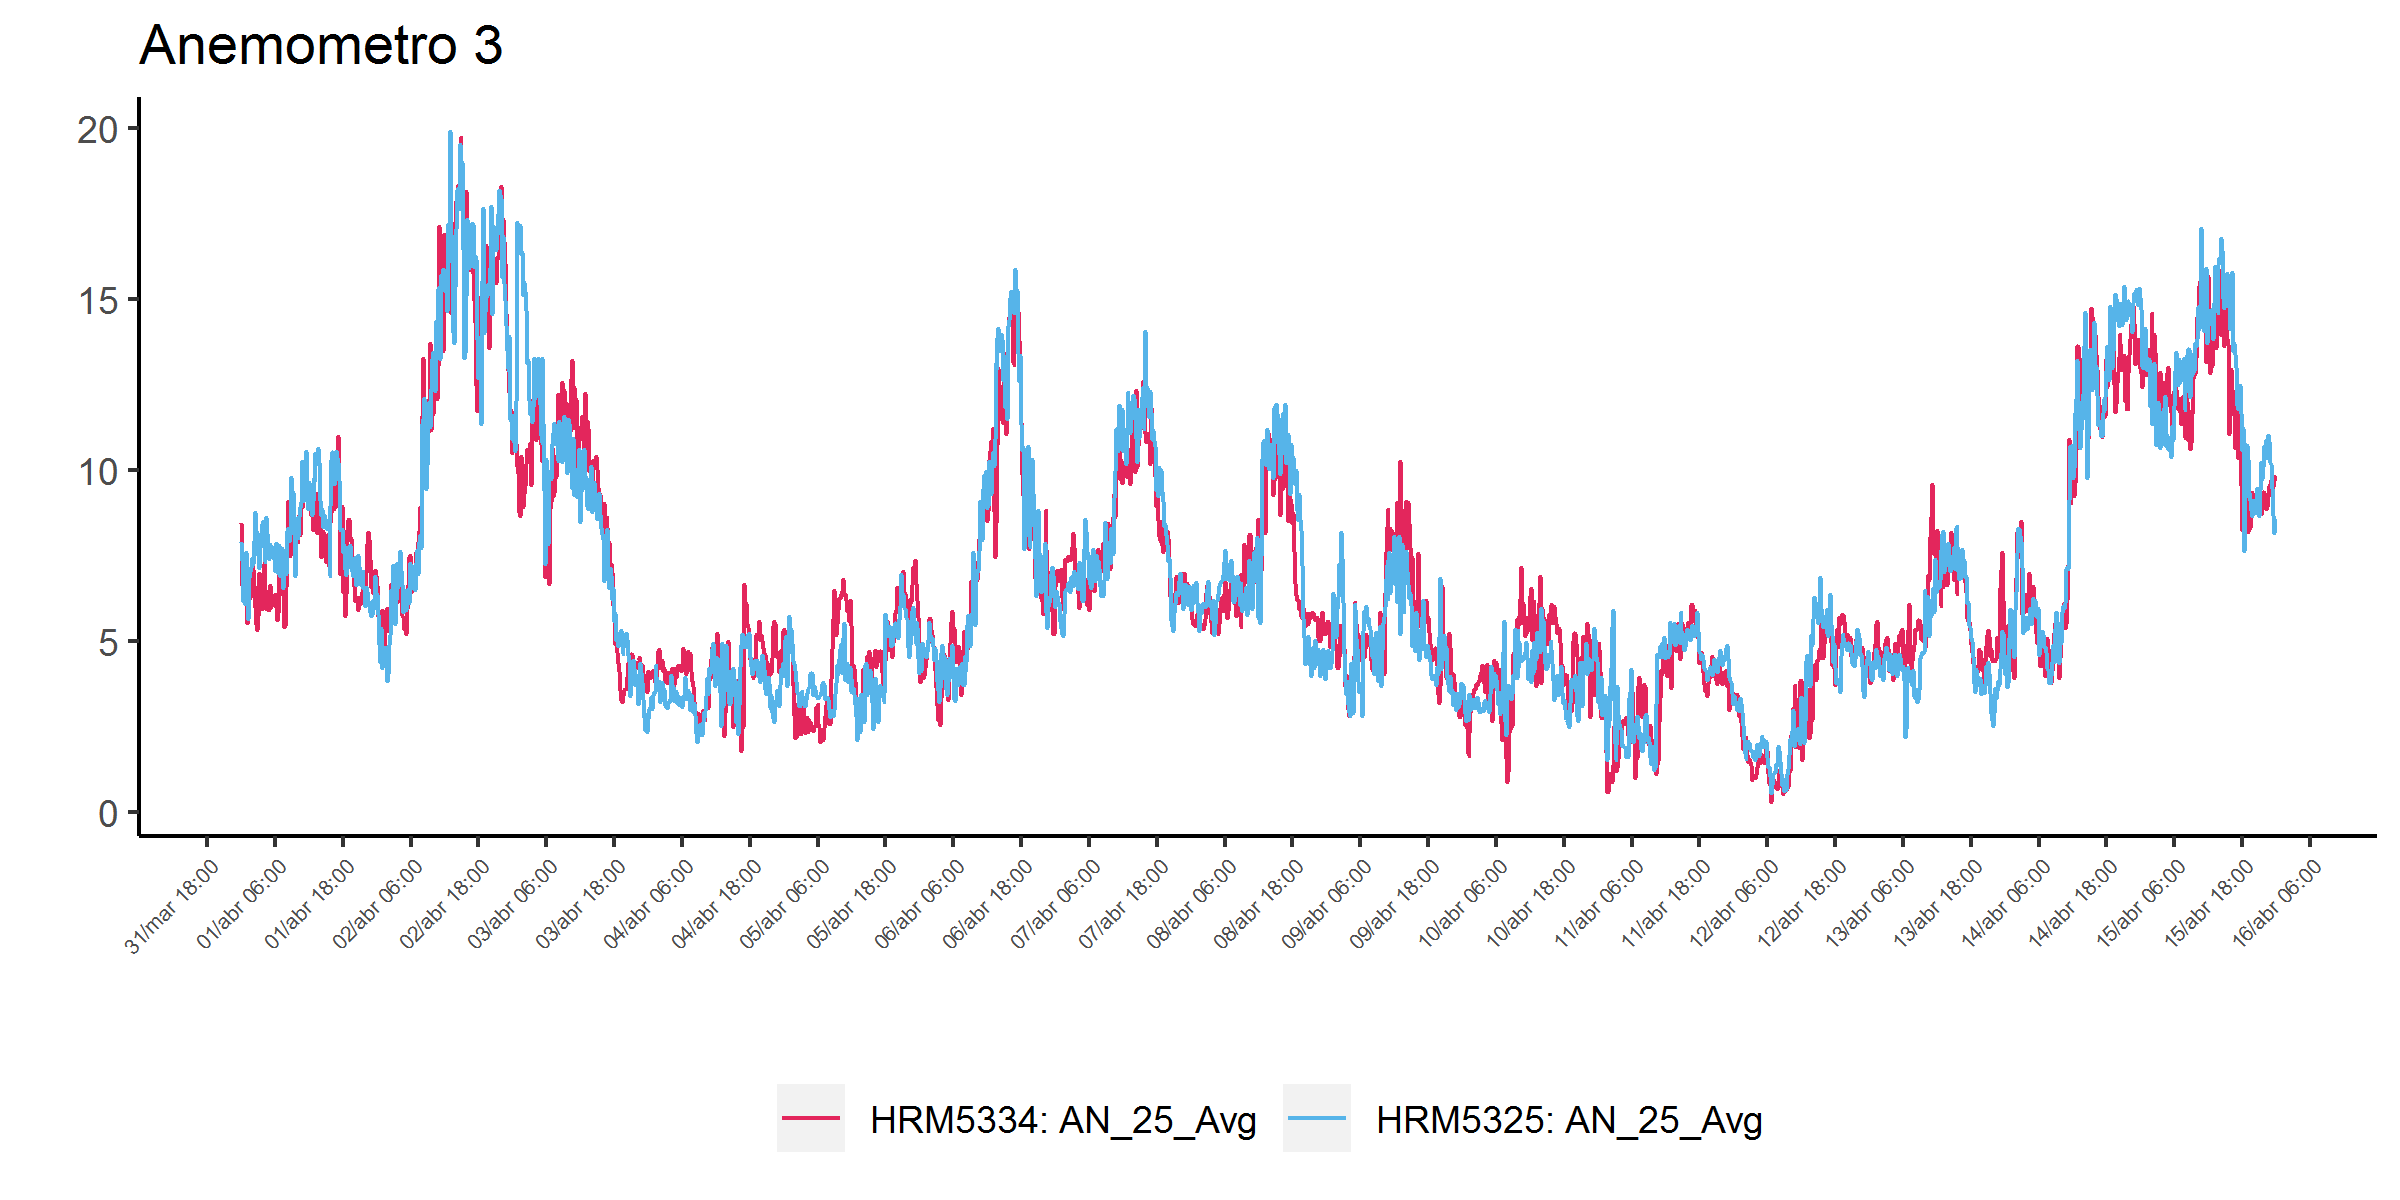 Anemometro 3
20
15
10
5
0
31/mar 18:00
01/abr 06:00
01/abr 18:00
02/abr 06:00
02/abr 18:00
03/abr 06:00
03/abr 18:00
04/abr 06:00
04/abr 18:00
05/abr 06:00
05/abr 18:00
06/abr 06:00
06/abr 18:00
07/abr 06:00
07/abr 18:00
08/abr 06:00
08/abr 18:00
09/abr 06:00
09/abr 18:00
10/abr 06:00
10/abr 18:00
11/abr 06:00
11/abr 18:00
12/abr 06:00
12/abr 18:00
13/abr 06:00
13/abr 18:00
14/abr 06:00
14/abr 18:00
15/abr 06:00
15/abr 18:00
16/abr 06:00
HRM5334: AN_25_Avg
HRM5325: AN_25_Avg